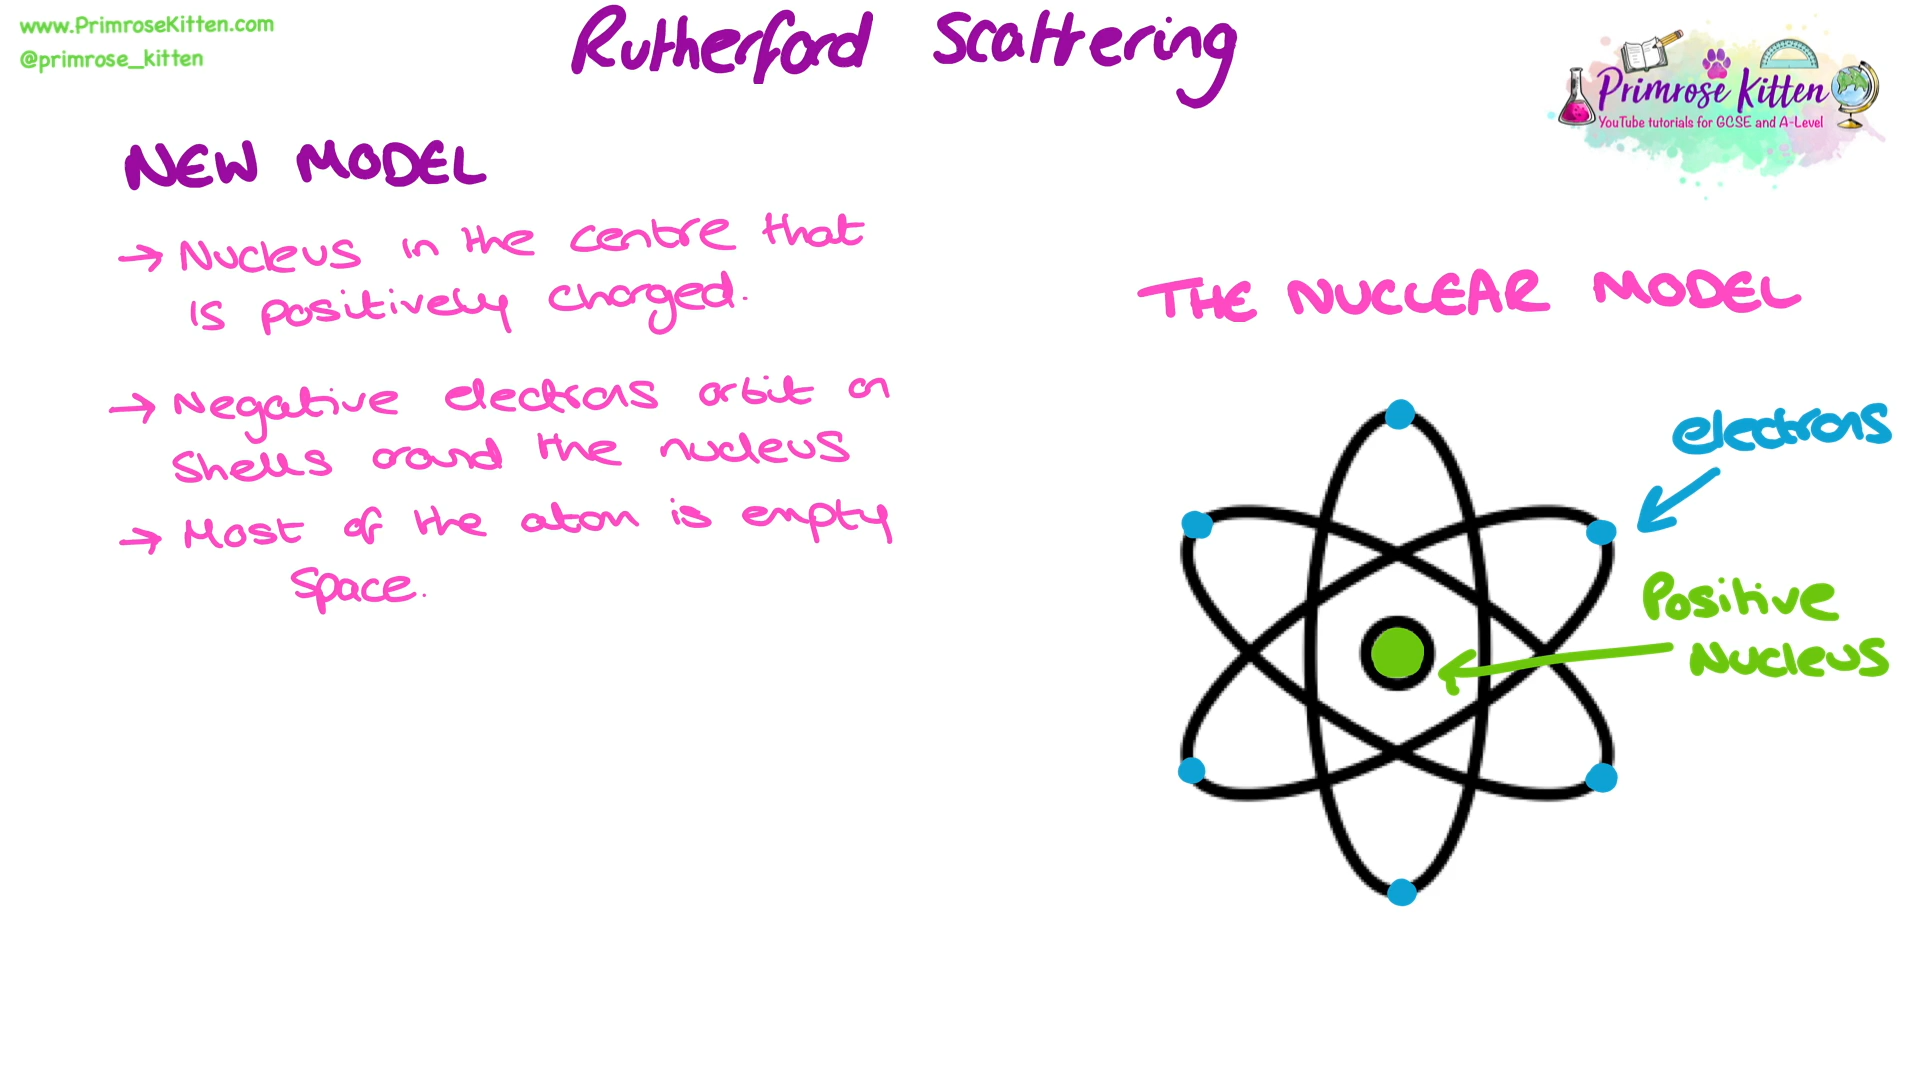 www.PrimroseKitten.com
@primrose_kitten
Rutherford Scattering
Primrose Kitten
YouTube tutorials for GCSE and A-Level
NEW MODEL
→ Nucleus in the centre that
is positively charged.
→ Negative electrons orbit on
shells around the nucleus
→ Most of the atom is empty
space.
THE NUCLEAR MODEL
electrons
Positive
Nucleus